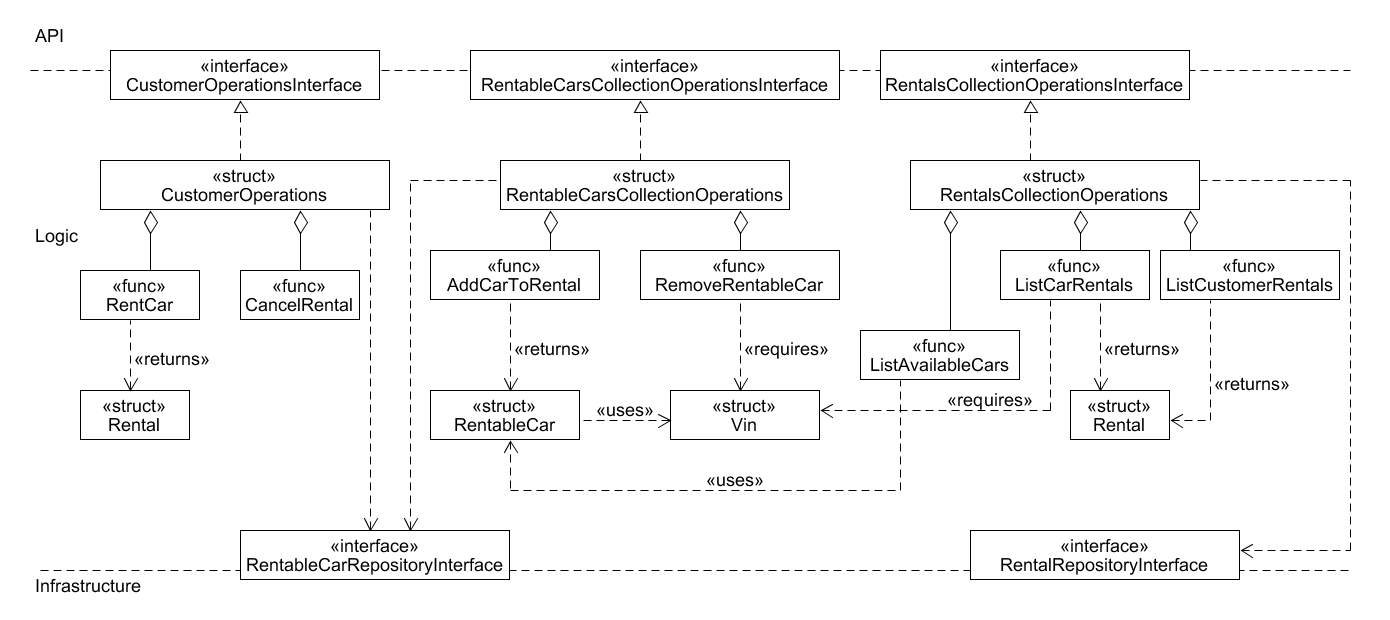 API
«interface»
CustomerOperationsInterface
«interface»
RentableCarsCollectionOperationsInterface
«interface»
RentalsCollectionOperationsInterface
«struct»
CustomerOperations
«struct»
RentableCarsCollectionOperations
«struct»
RentalsCollectionOperations
Logic
«func»
RentCar
«func»
CancelRental
«func»
AddCarToRental
«func»
RemoveRentableCar
«func»
ListCarRentals
«func»
ListCustomerRentals
«func»
ListAvailableCars
«returns»
«returns»
«requires»
«returns»
«returns»
«requires»
«struct»
Rental
«struct»
RentableCar
«uses»
«struct»
Vin
«struct»
Rental
«uses»
«interface»
RentableCarRepositoryInterface
«interface»
RentalRepositoryInterface
Infrastructure